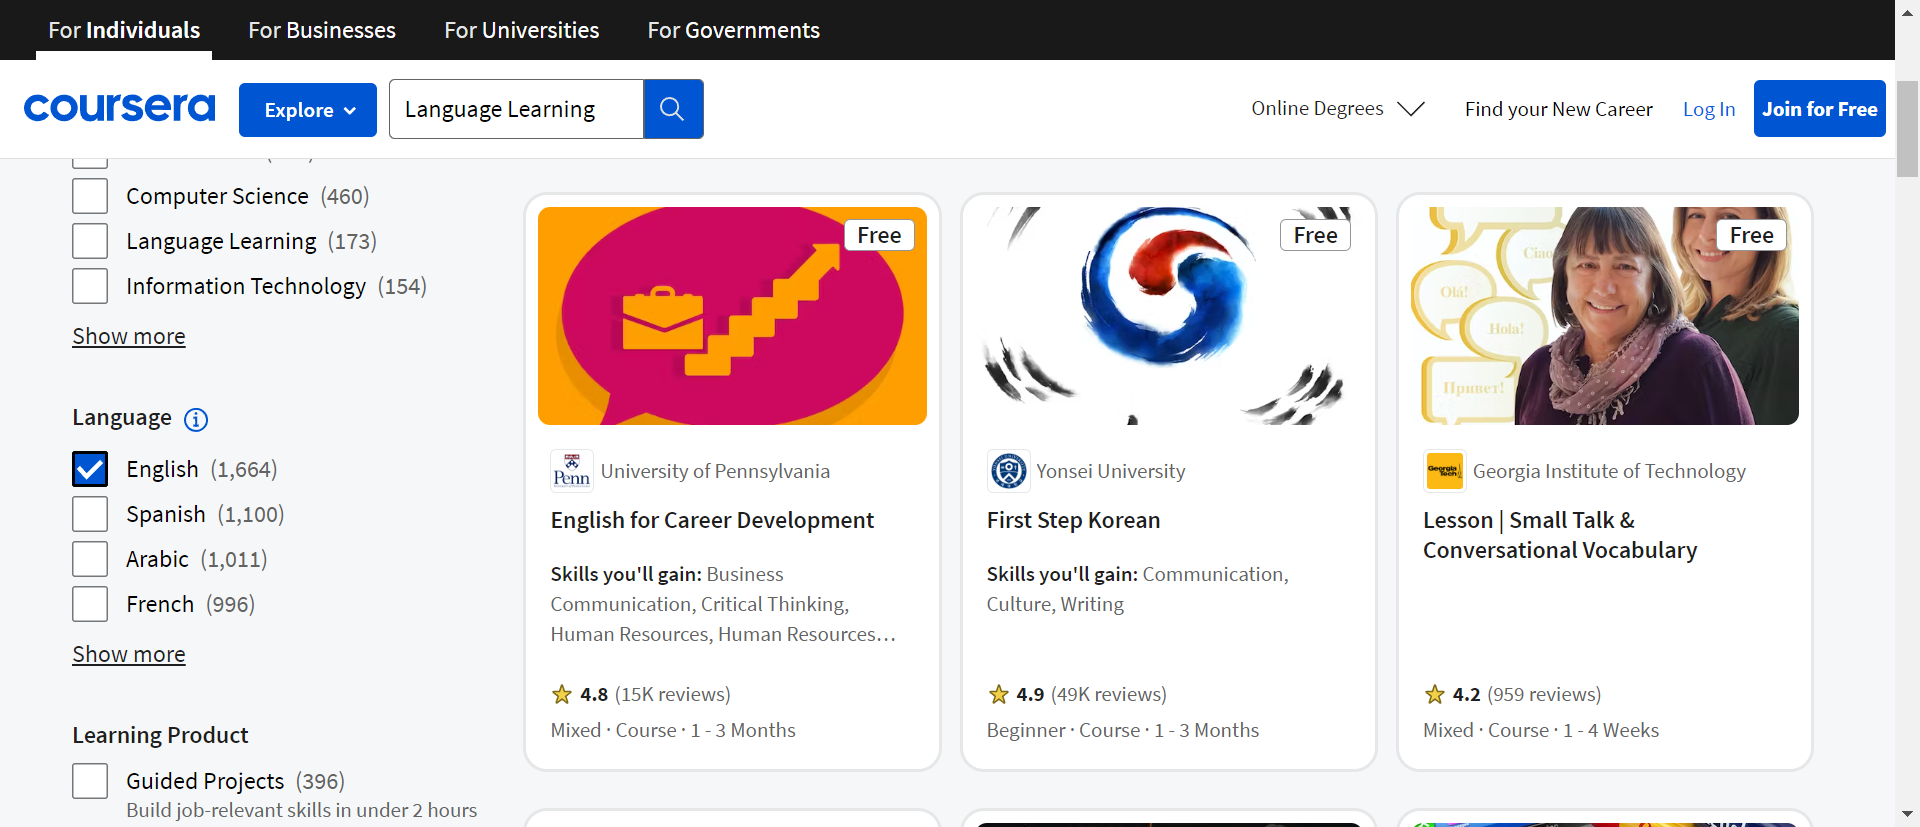 For Individuals
For Businesses
For Universities
For Governments
coursera
Explore
Language Learning
Online Degrees
Find your New Career
Log In
Join for Free
Computer Science (460)
Language Learning (173)
Information Technology (154)
Show more
Language
English (1,664)
Spanish (1,100)
Arabic (1,011)
French (996)
Show more
Learning Product
Guided Projects (396)
Build job-relevant skills in under 2 hours
Free
Penn
University of Pennsylvania
English for Career Development
Skills you'll gain: Business
Communication, Critical Thinking,
Human Resources, Human Resources…
4.8 (15K reviews)
Mixed · Course · 1 - 3 Months
Free
Yonsei University
First Step Korean
Skills you'll gain: Communication,
Culture, Writing
4.9 (49K reviews)
Beginner · Course · 1 - 3 Months
Free
Ciao
Olá!
Hola!
Привет!
Georgia
Tech
Georgia Institute of Technology
Lesson | Small Talk &
Conversational Vocabulary
4.2 (959 reviews)
Mixed · Course · 1 - 4 Weeks